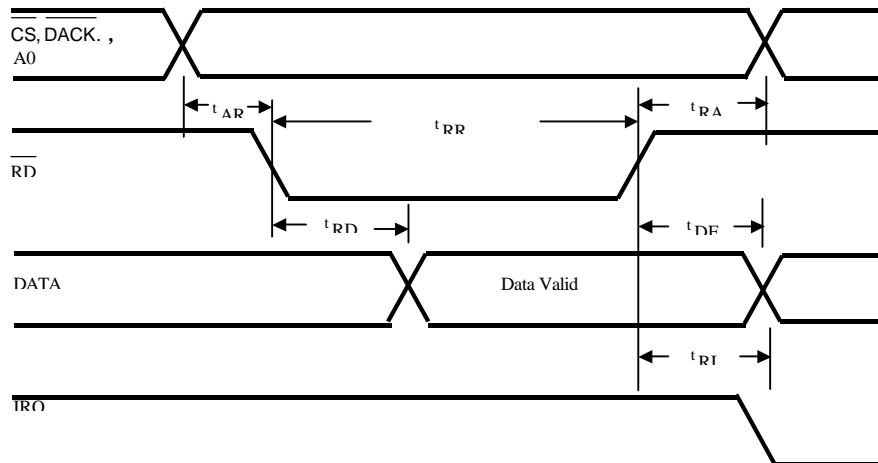 CS, DACK. ,
A0
t AR
t RR
t RA
RD
t RD
t DF
DATA
Data Valid
t RI
IRQ